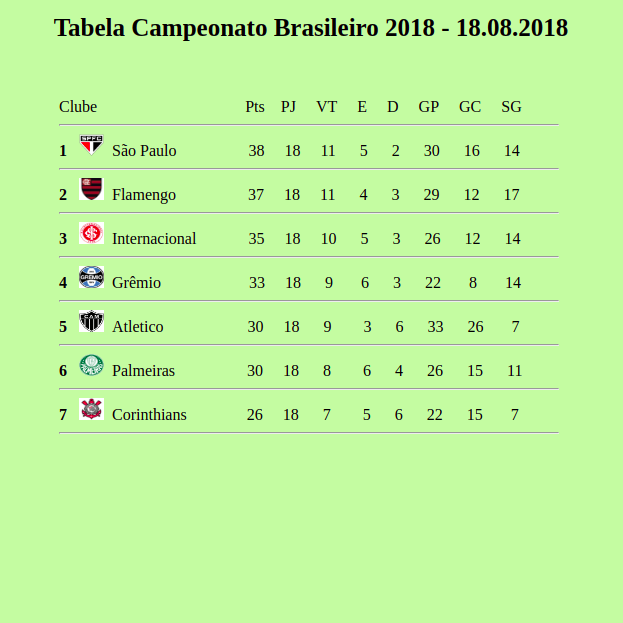 Tabela Campeonato Brasileiro 2018 - 18.08.2018
Clube Pts PJ VT E D GP GC SG
1 SPFC São Paulo 38 18 11 5 2 30 16 14
2 Flamengo 37 18 11 4 3 29 12 17
3 Internacional 35 18 10 5 3 26 12 14
4 GRÊMIO Grêmio 33 18 9 6 3 22 8 14
5 CAM Atletico 30 18 9 3 6 33 26 7
6 PALMEIRAS Palmeiras 30 18 8 6 4 26 15 11
7 Corinthians 26 18 7 5 6 22 15 7